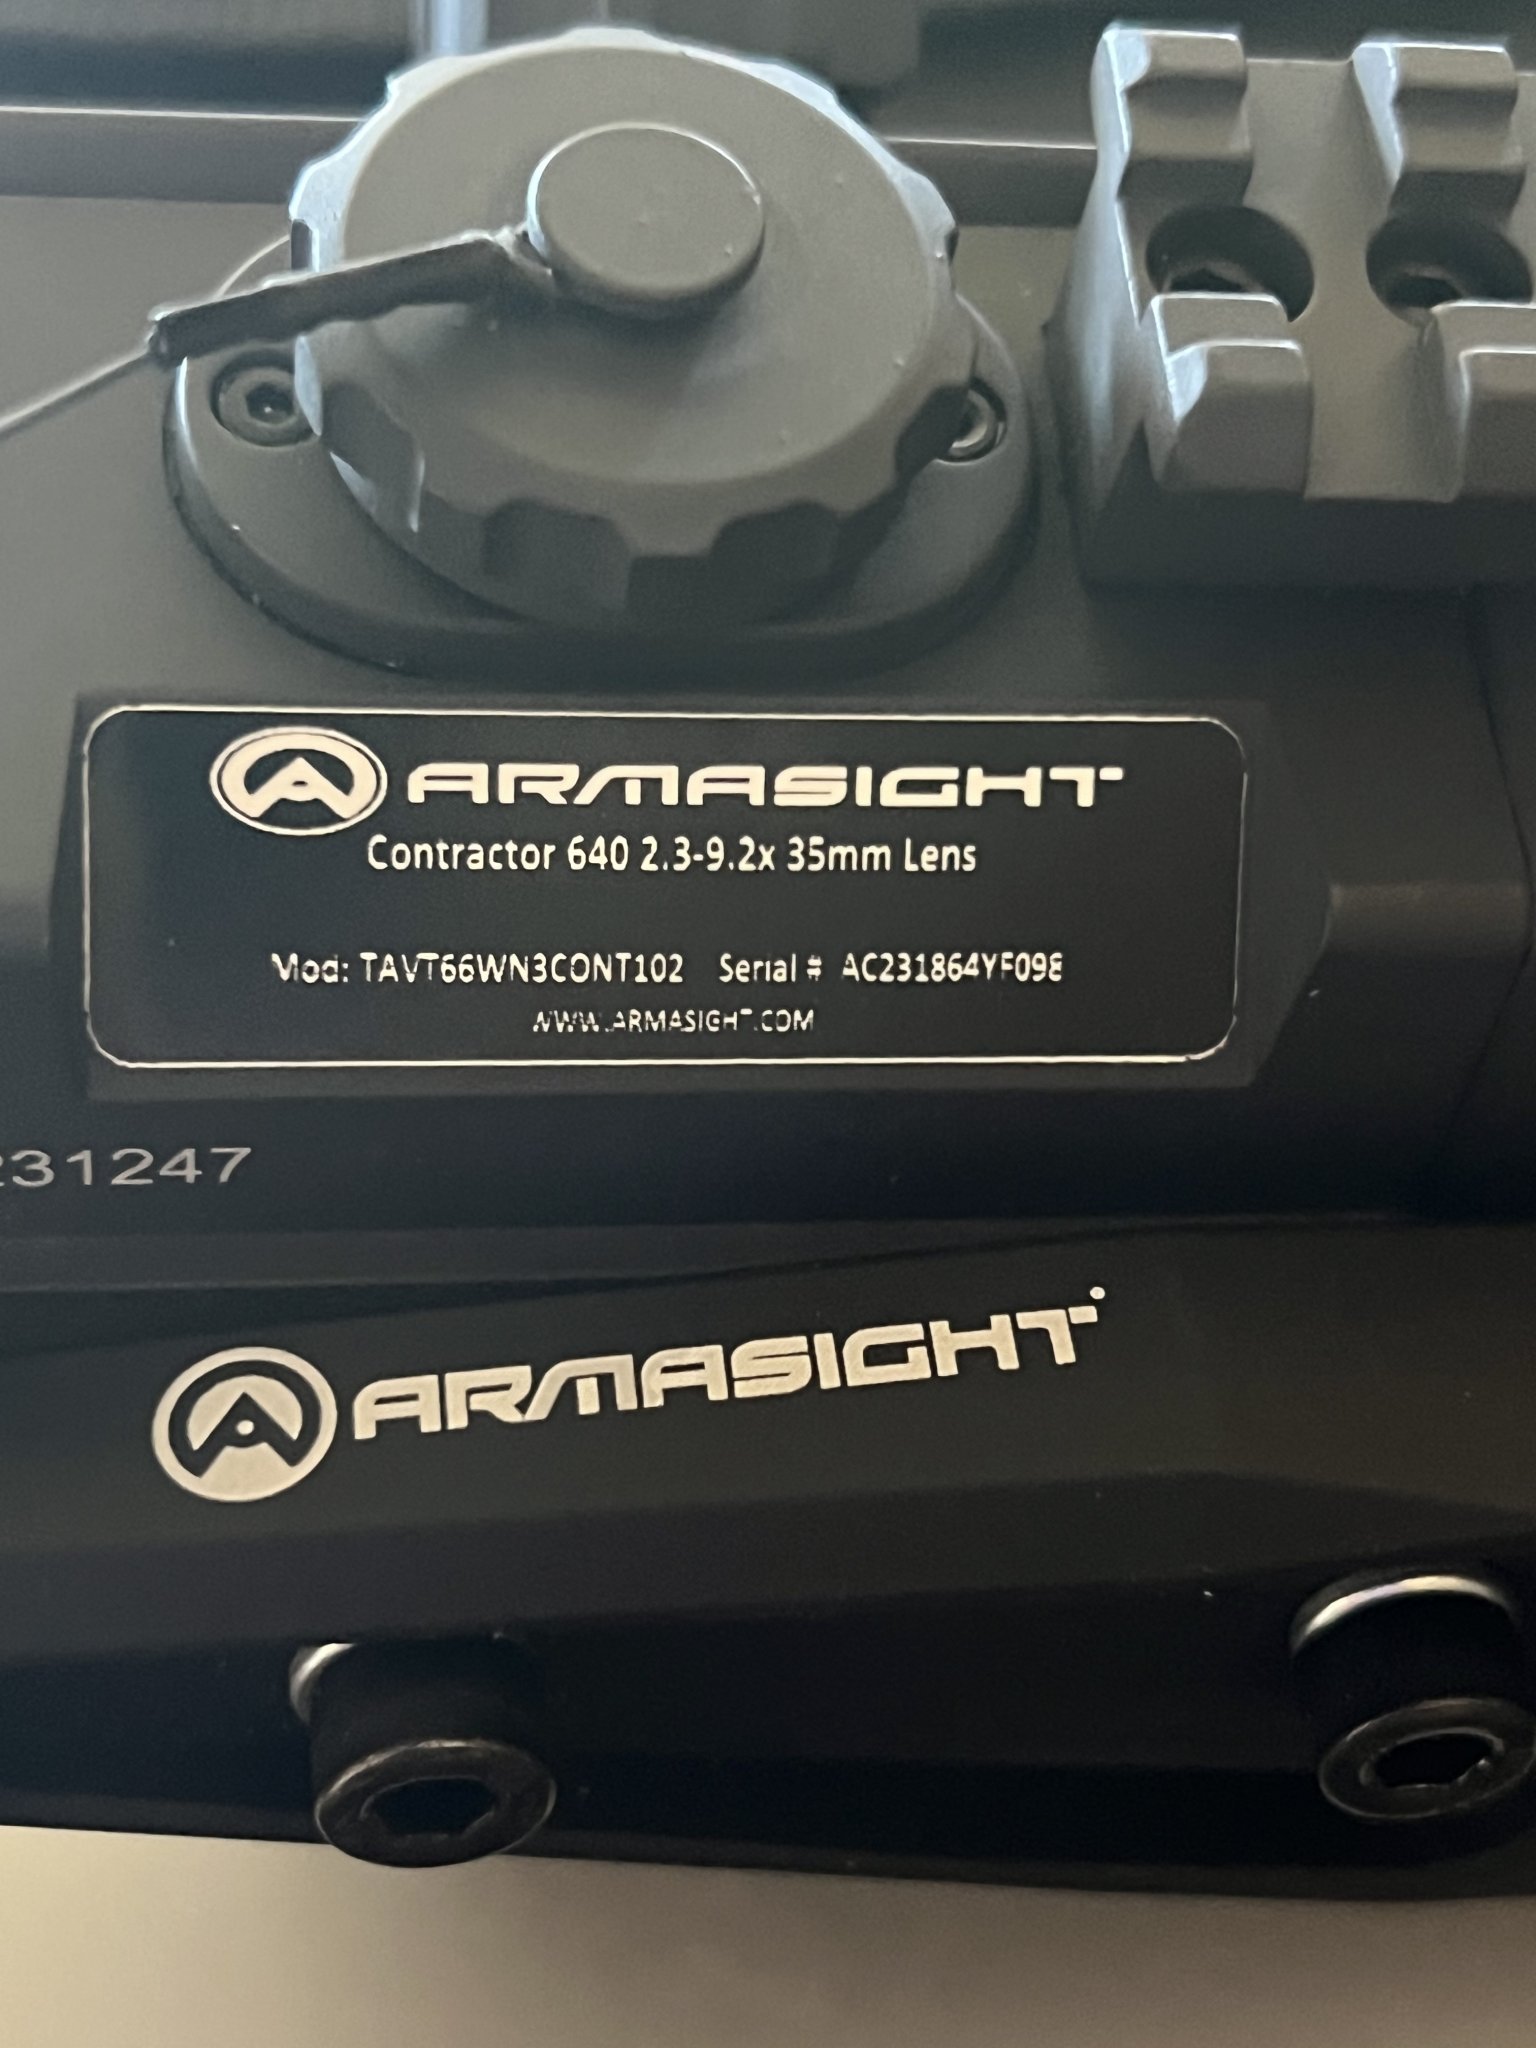 ARMASIGHT
Contractor 640 2.3-9.2x 35mm Lens
Mod: TAVT66WN3CONT102 Serial # AC231864YF098
WWW.ARMASIGHT.COM
231247
ARMASIGHT